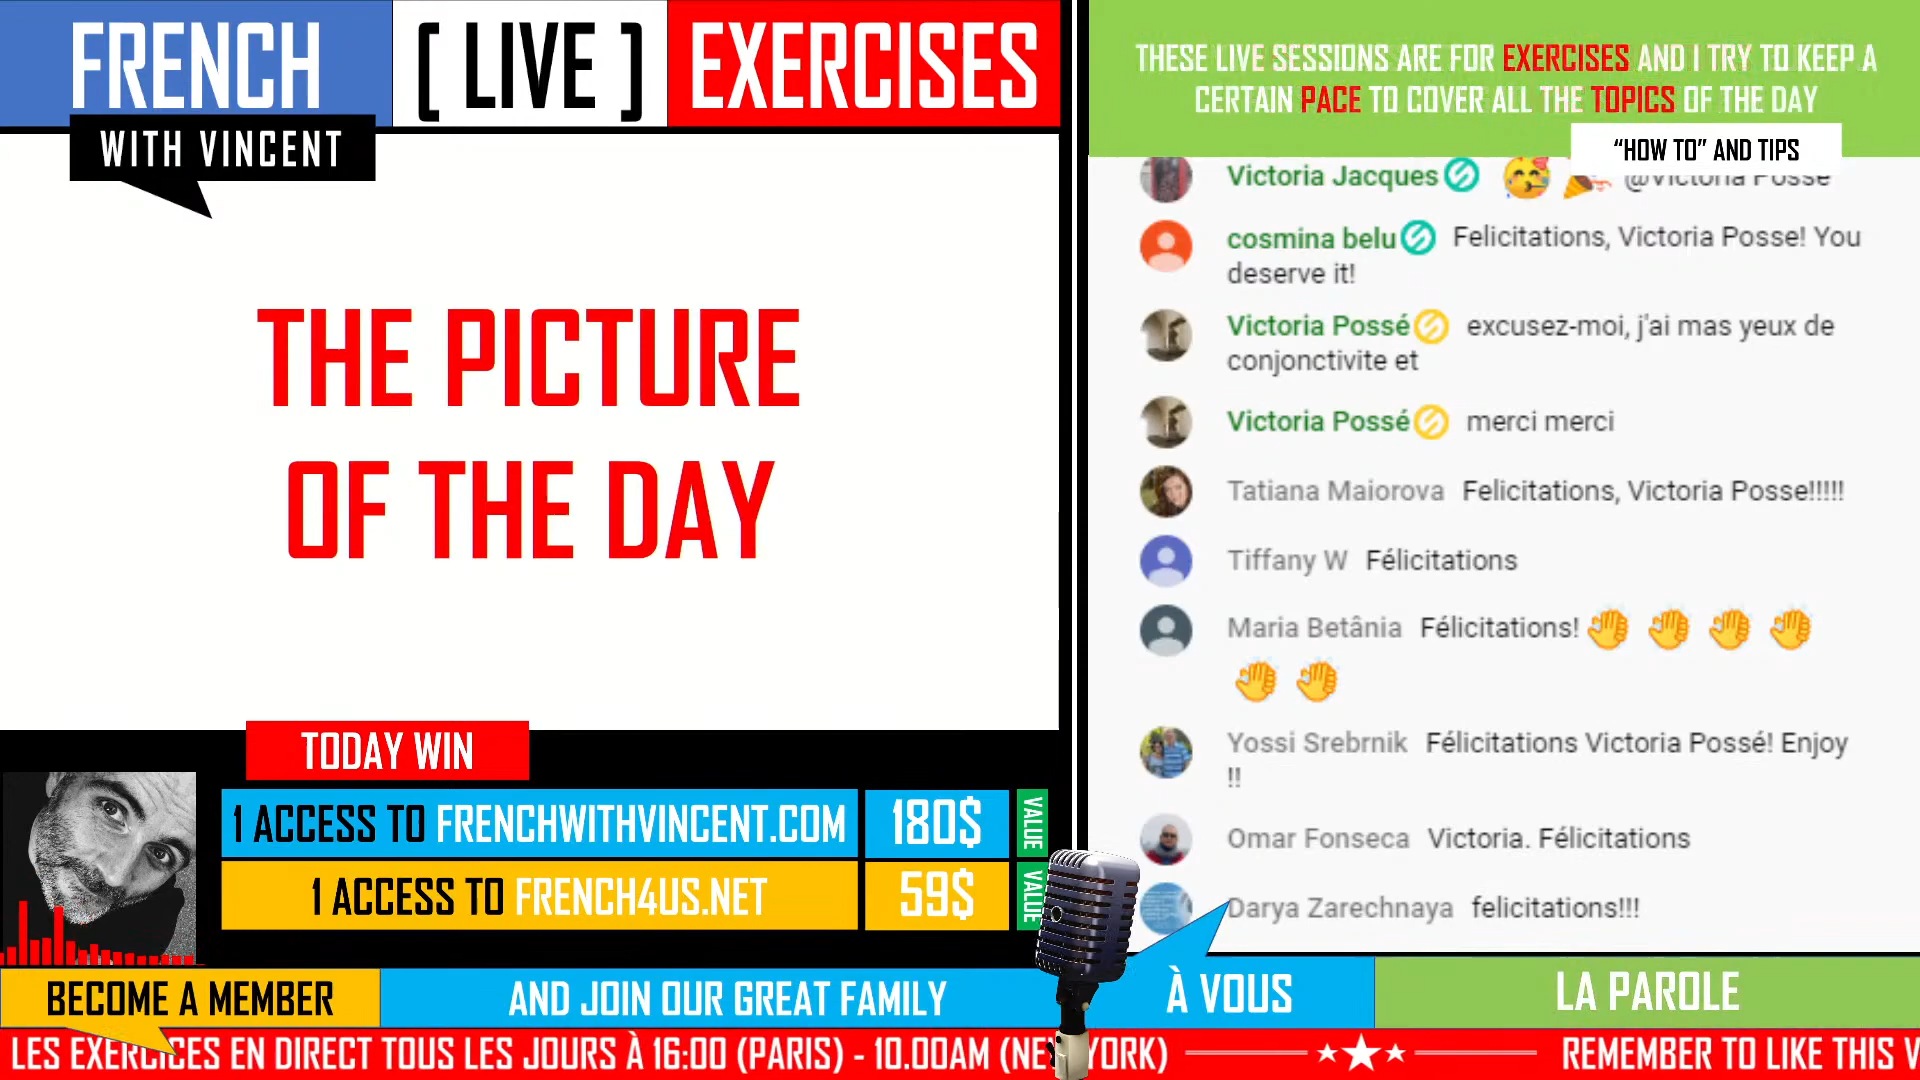 FRENCH [ LIVE ] EXERCISES
WITH VINCENT
THE PICTURE
OF THE DAY
TODAY WIN
1 ACCESS TO FRENCHWITHVINCENT.COM 180$ VALUE
1 ACCESS TO FRENCH4US.NET 59$ VALUE
BECOME A MEMBER AND JOIN OUR GREAT FAMILY
THESE LIVE SESSIONS ARE FOR EXERCISES AND I TRY TO KEEP A
CERTAIN PACE TO COVER ALL THE TOPICS OF THE DAY
“HOW TO” AND TIPS
Victoria Jacques @Victoria Posse
cosmina belu Felicitations, Victoria Posse! You
deserve it!
Victoria Possé excusez-moi, j'ai mas yeux de
conjonctivite et
Victoria Possé merci merci
Tatiana Maiorova Felicitations, Victoria Posse!!!!!
Tiffany W Félicitations
Maria Betânia Félicitations! 👏 👏 👏 👏
👏 👏
Yossi Srebrnik Félicitations Victoria Possé! Enjoy
!!
Omar Fonseca Victoria. Félicitations
Darya Zarechnaya felicitations!!!
À VOUS LA PAROLE
LES EXERCICES EN DIRECT TOUS LES JOURS À 16:00 (PARIS) - 10.00AM (NEW YORK) REMEMBER TO LIKE THIS V